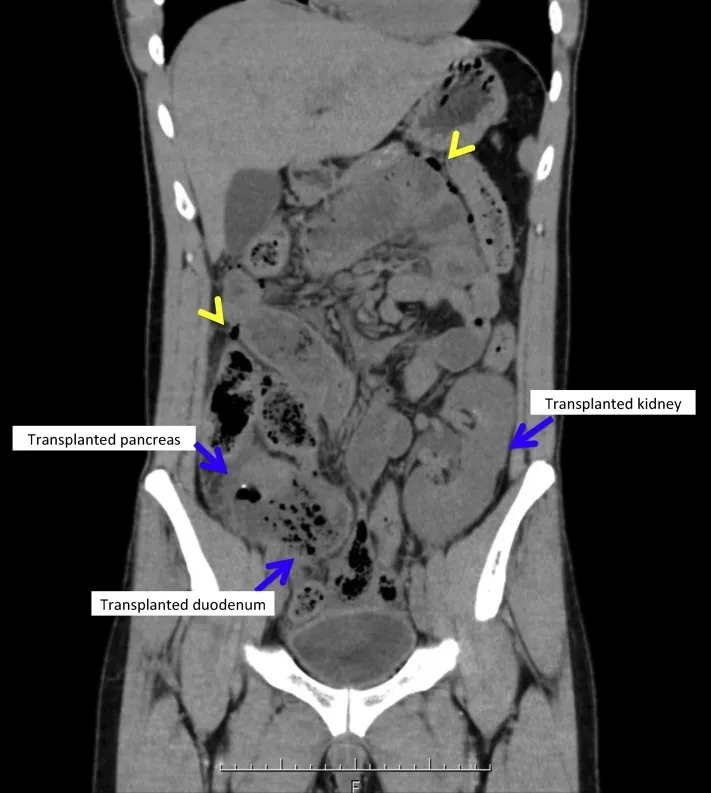 Transplanted kidney
Transplanted pancreas
Transplanted duodenum
F